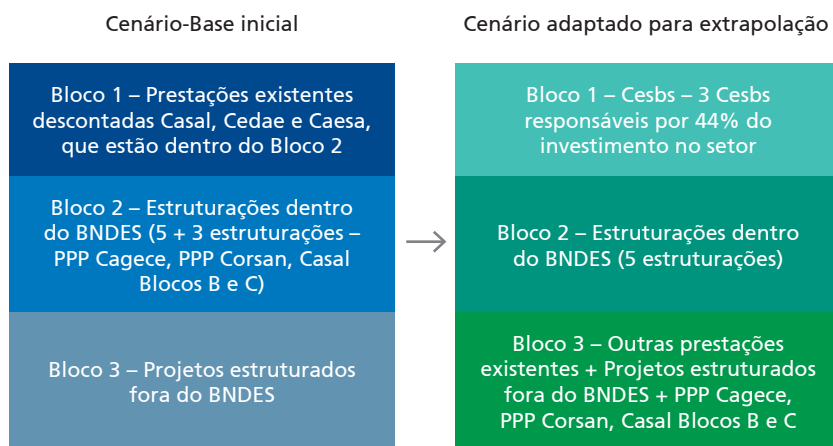 Cenário-Base inicial
Bloco 1 – Prestações existentes
descontadas Casal, Cedae e Caesa,
que estão dentro do Bloco 2
Bloco 2 – Estruturações dentro
do BNDES (5 + 3 estruturações –
PPP Cagece, PPP Corsan, Casal
Blocos B e C)
Bloco 3 – Projetos estruturados
fora do BNDES
Cenário adaptado para extrapolação
Bloco 1 – Cesbs – 3 Cesbs
responsáveis por 44% do
investimento no setor
Bloco 2 – Estruturações dentro
do BNDES (5 estruturações)
Bloco 3 – Outras prestações
existentes + Projetos estruturados
fora do BNDES + PPP Cagece,
PPP Corsan, Casal Blocos B e C